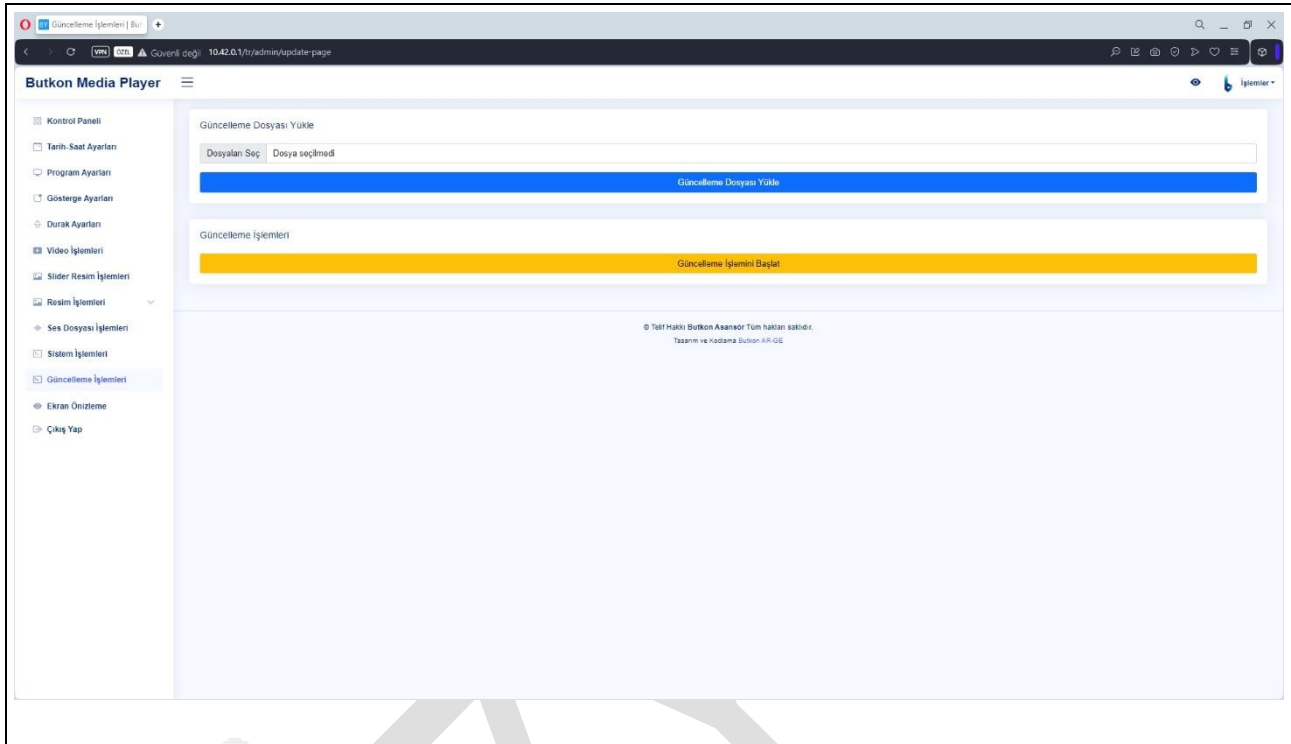 Güncelleme İşlemleri | But
VPN ÖZEL Güvenli değil 10.42.0.1/tr/admin/update-page
Butkon Media Player
İşlemler
Kontrol Paneli
Tarih-Saat Ayarları
Program Ayarları
Gösterge Ayarları
Durak Ayarları
Video İşlemleri
Slider Resim İşlemleri
Resim İşlemleri
Ses Dosyası İşlemleri
Sistem İşlemleri
Güncelleme İşlemleri
Ekran Önizleme
Çıkış Yap
Güncelleme Dosyası Yükle
Dosyaları Seç Dosya seçilmedi
Güncelleme Dosyası Yükle
Güncelleme İşlemleri
Güncelleme İşlemini Başlat
© Telif Hakkı Butkon Asansör Tüm hakları saklıdır.
Tasarım ve Kodlama Butkon AR-GE